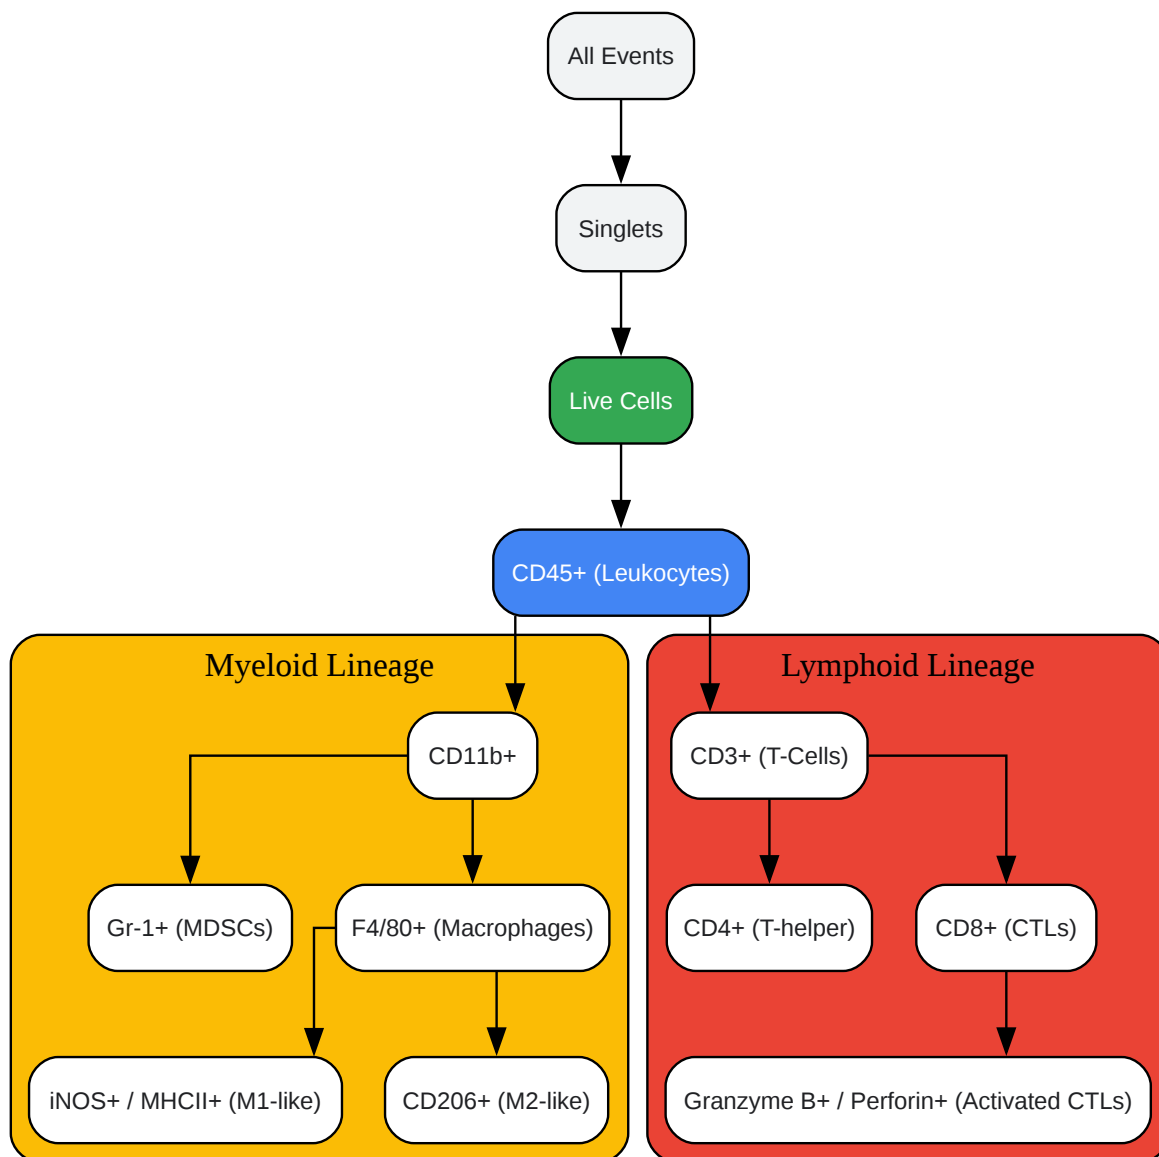 All Events
Singlets
Live Cells
CD45+ (Leukocytes)
Myeloid Lineage
Lymphoid Lineage
CD11b+
CD3+ (T-Cells)
Gr-1+ (MDSCs)
F4/80+ (Macrophages)
CD4+ (T-helper)
CD8+ (CTLs)
iNOS+ / MHCII+ (M1-like)
CD206+ (M2-like)
Granzyme B+ / Perforin+ (Activated CTLs)